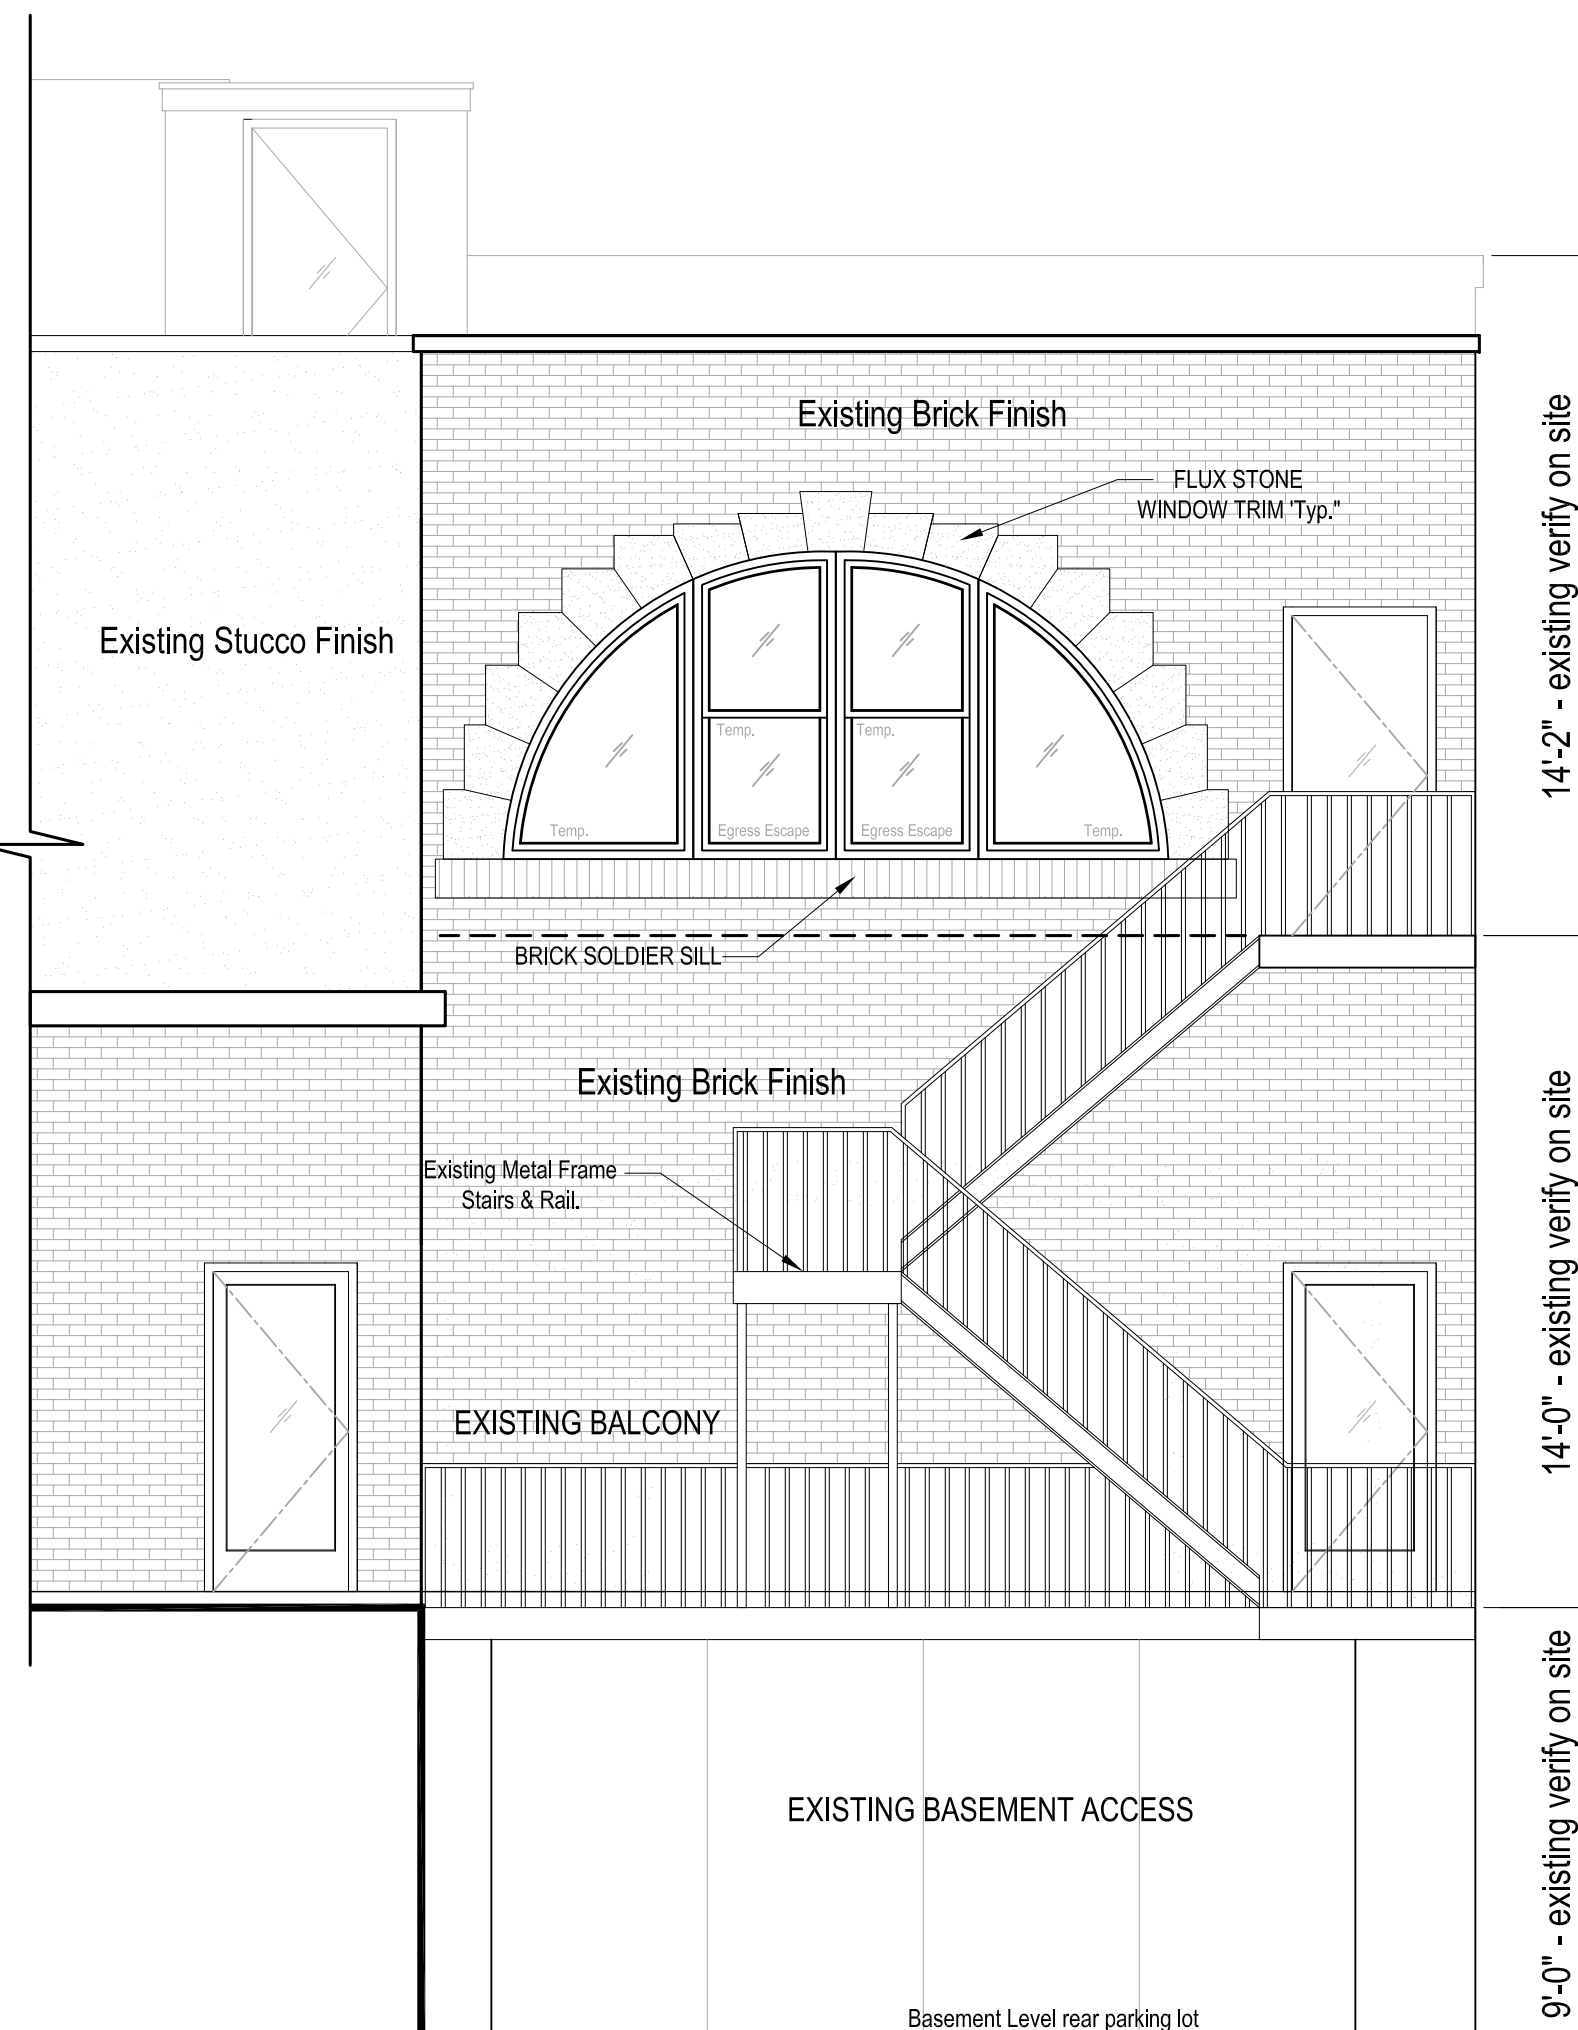 Existing Brick Finish
FLUX STONE
WINDOW TRIM 'Typ."
Existing Stucco Finish
14'-2" - existing verify on site
Temp.
Temp.
Temp.
Egress Escape
Egress Escape
Temp.
BRICK SOLDIER SILL
Existing Brick Finish
14'-0" - existing verify on site
Existing Metal Frame
Stairs & Rail.
EXISTING BALCONY
9'-0" - existing verify on site
EXISTING BASEMENT ACCESS
Basement Level rear parking lot